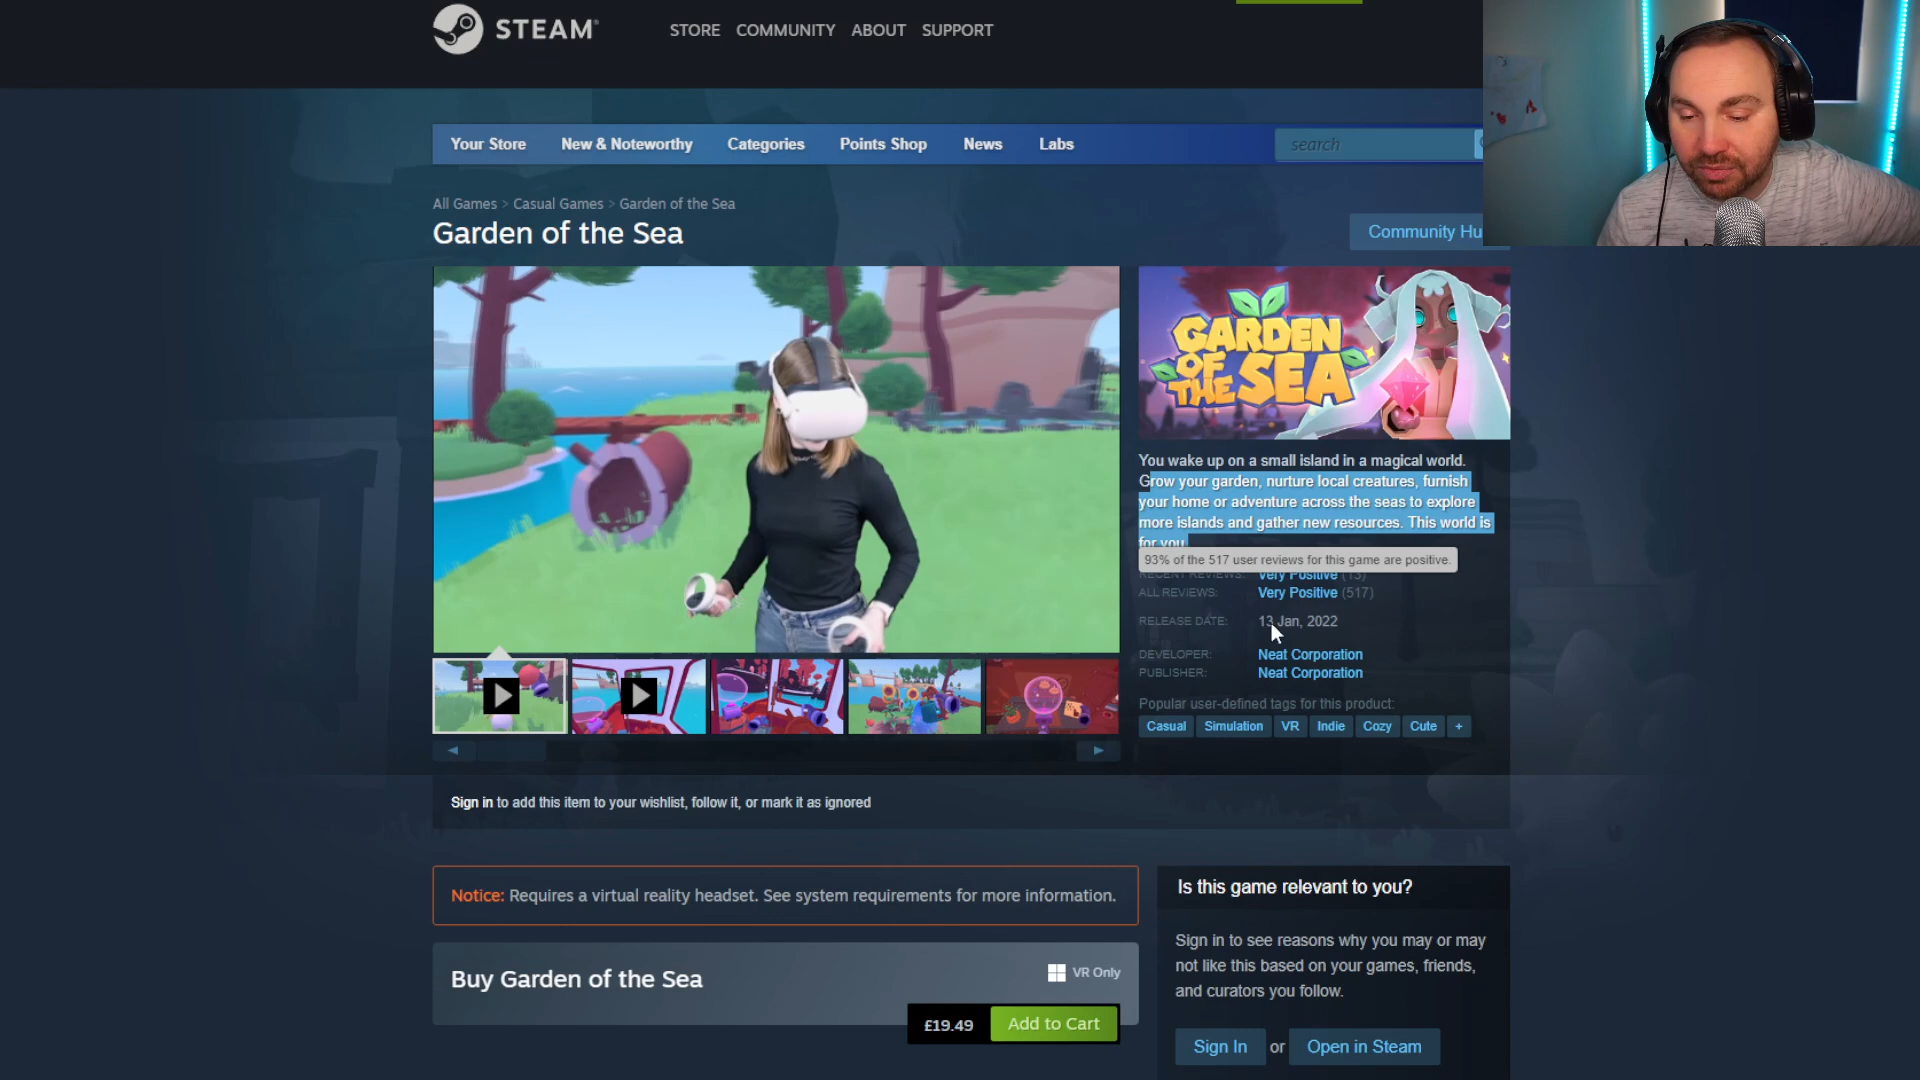 STEAM®
STORE COMMUNITY ABOUT SUPPORT
Your Store New & Noteworthy Categories Points Shop News Labs search
All Games > Casual Games > Garden of the Sea
Garden of the Sea
Community Hu
GARDEN
OF
THE SEA
You wake up on a small island in a magical world.
Grow your garden, nurture local creatures, furnish
your home or adventure across the seas to explore
more islands and gather new resources. This world is
for you
93% of the 517 user reviews for this game are positive.
RECENT REVIEWS: Very Positive (13)
ALL REVIEWS: Very Positive (517)
RELEASE DATE: 13 Jan, 2022
DEVELOPER: Neat Corporation
PUBLISHER: Neat Corporation
Popular user-defined tags for this product:
Casual Simulation VR Indie Cozy Cute +
Sign in to add this item to your wishlist, follow it, or mark it as ignored
Notice: Requires a virtual reality headset. See system requirements for more information.
Buy Garden of the Sea
VR Only
£19.49 Add to Cart
Is this game relevant to you?
Sign in to see reasons why you may or may
not like this based on your games, friends,
and curators you follow.
Sign In or Open in Steam